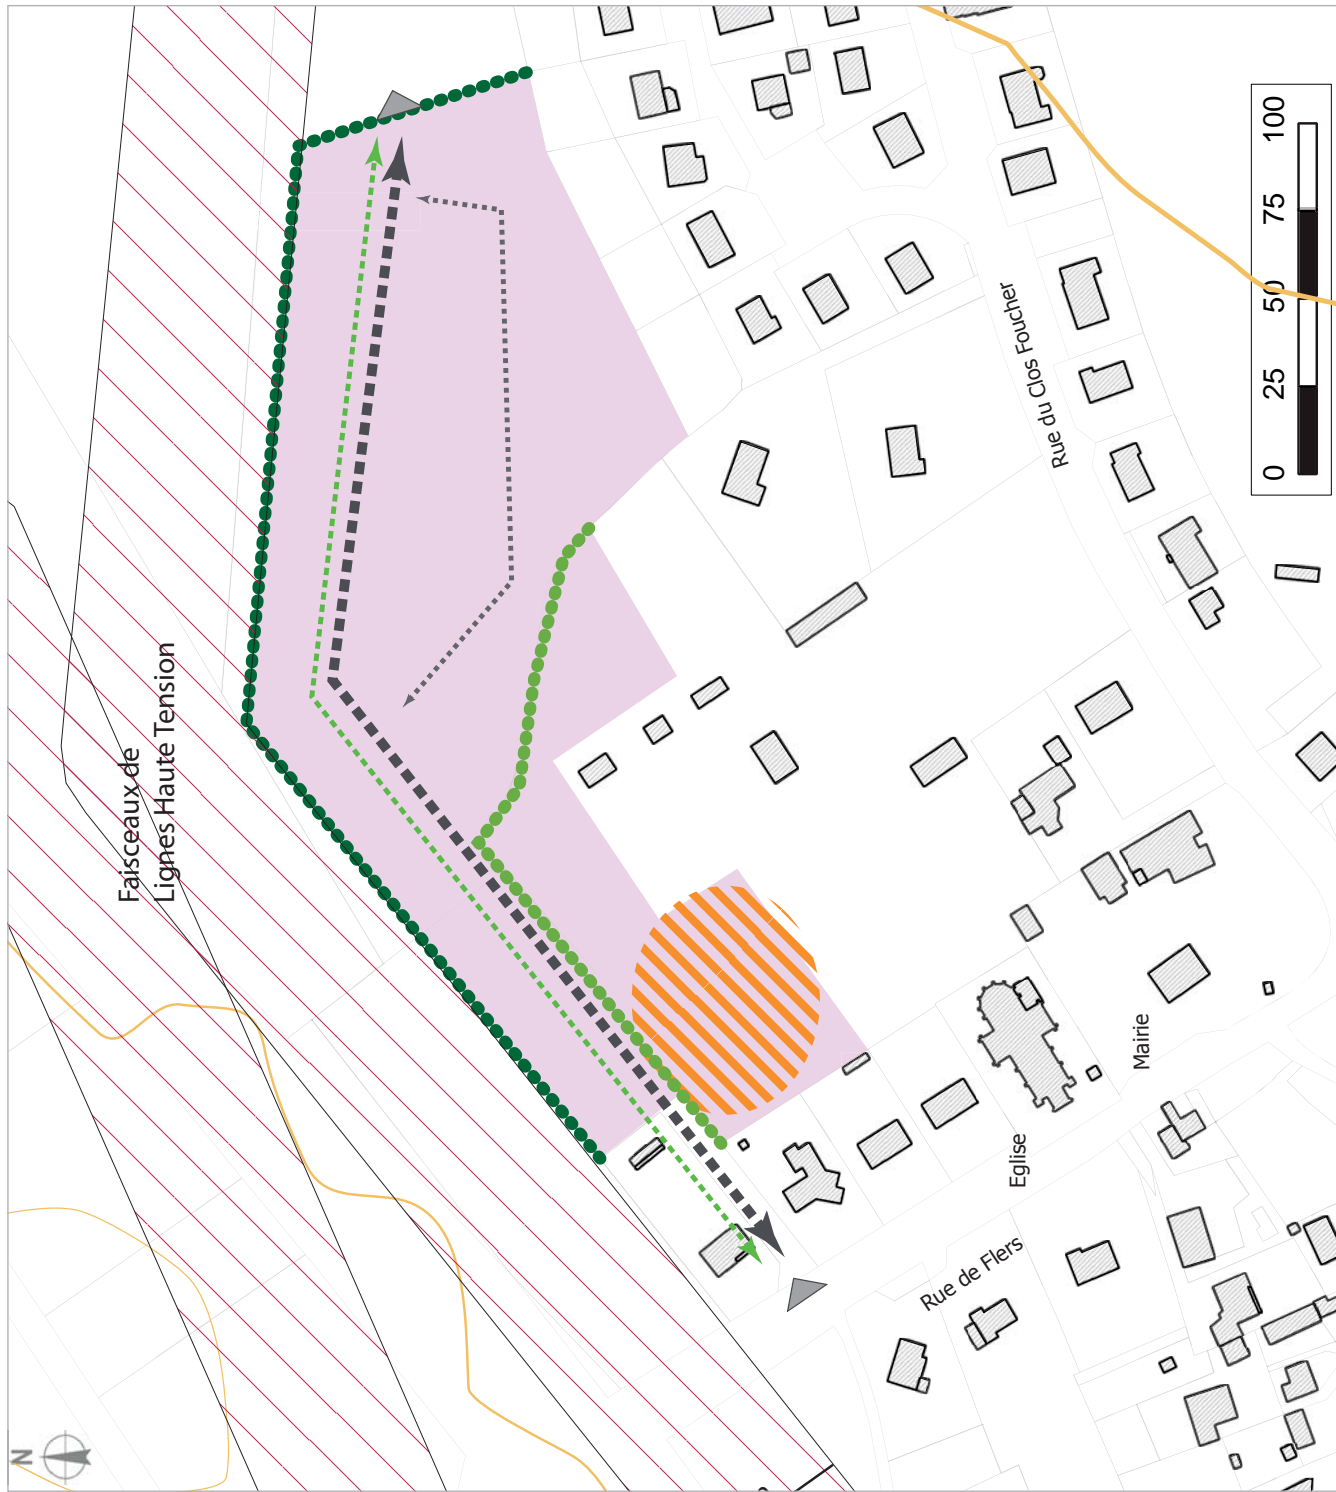 Faisceaux de
Lignes Haute Tension
Rue du Clos Foucher
0 25 50 75 100
Mairie
Eglise
Rue de Flers
N